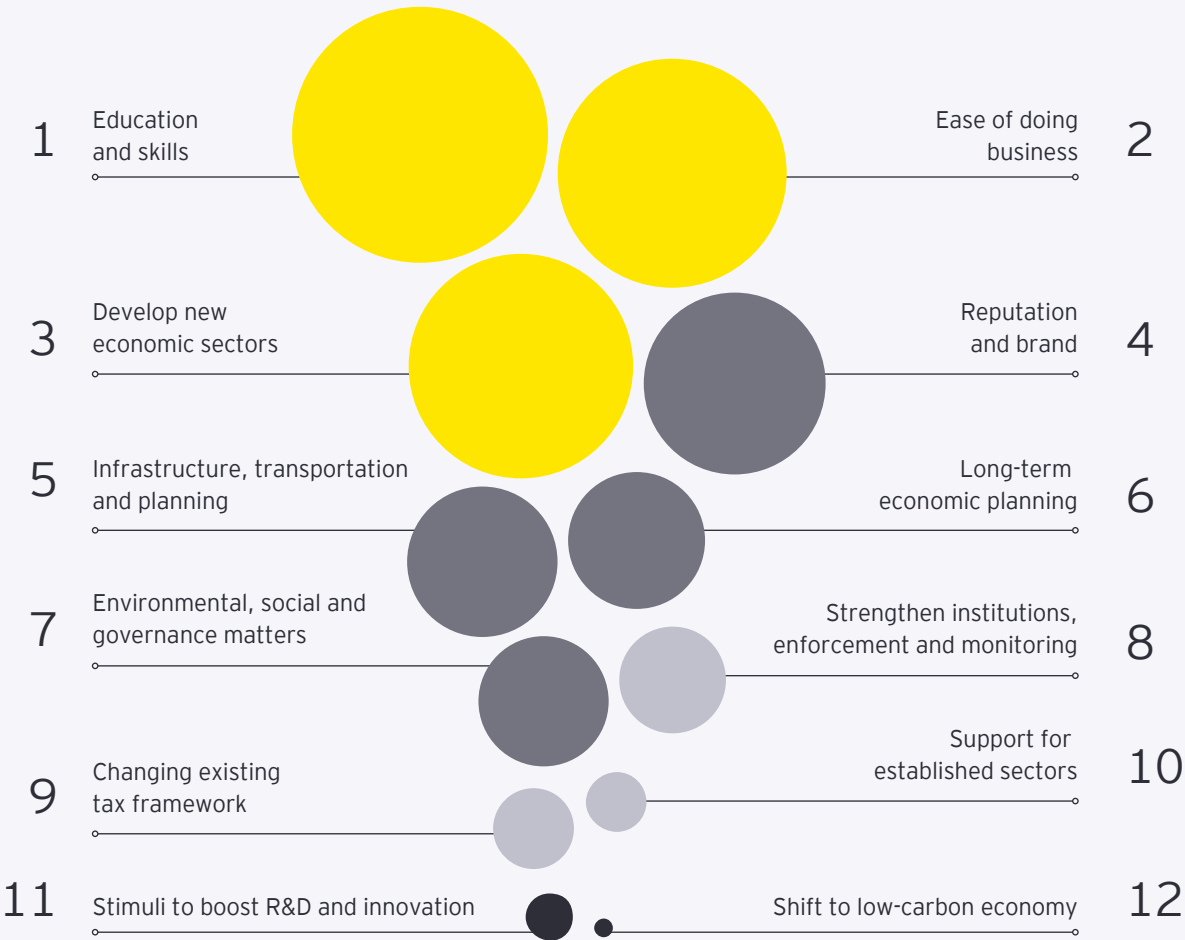 1
Education
and skills
Ease of doing
business
2
3
Develop new
economic sectors
Reputation
and brand
4
5
Infrastructure, transportation
and planning
Long-term
economic planning
6
7
Environmental, social and
governance matters
Strengthen institutions,
enforcement and monitoring
8
9
Changing existing
tax framework
Support for
established sectors
10
11
Stimuli to boost R&D and innovation
Shift to low-carbon economy
12